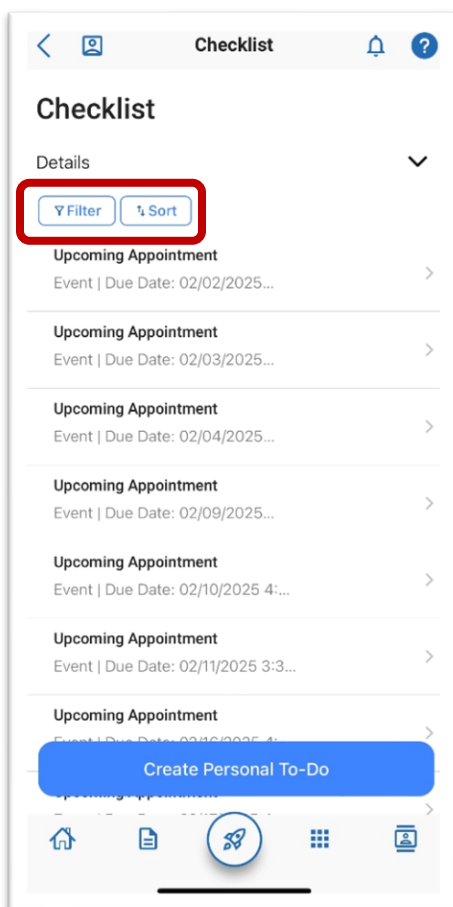 Checklist
?
Checklist
Details
Filter Sort
Upcoming Appointment
Event | Due Date: 02/02/2025...
Upcoming Appointment
Event | Due Date: 02/03/2025...
Upcoming Appointment
Event | Due Date: 02/04/2025...
Upcoming Appointment
Event | Due Date: 02/09/2025...
Upcoming Appointment
Event | Due Date: 02/10/2025 4:...
Upcoming Appointment
Event | Due Date: 02/11/2025 3:3...
Upcoming Appointment
Create Personal To-Do